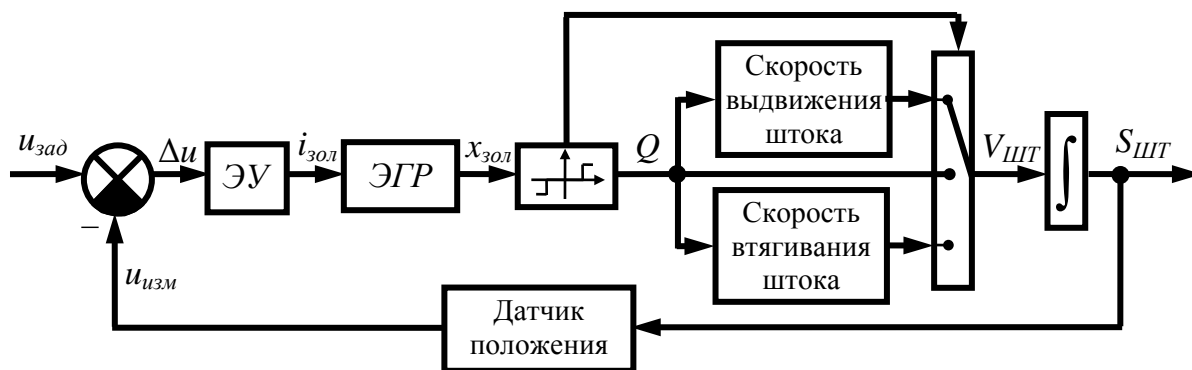 u_зад
Δu
ЭУ
i_зол
ЭГР
x_зол
Q
Скорость
выдвижения
штока
Скорость
втягивания
штока
V_ШТ
∫
S_ШТ
–
u_изм
Датчик
положения